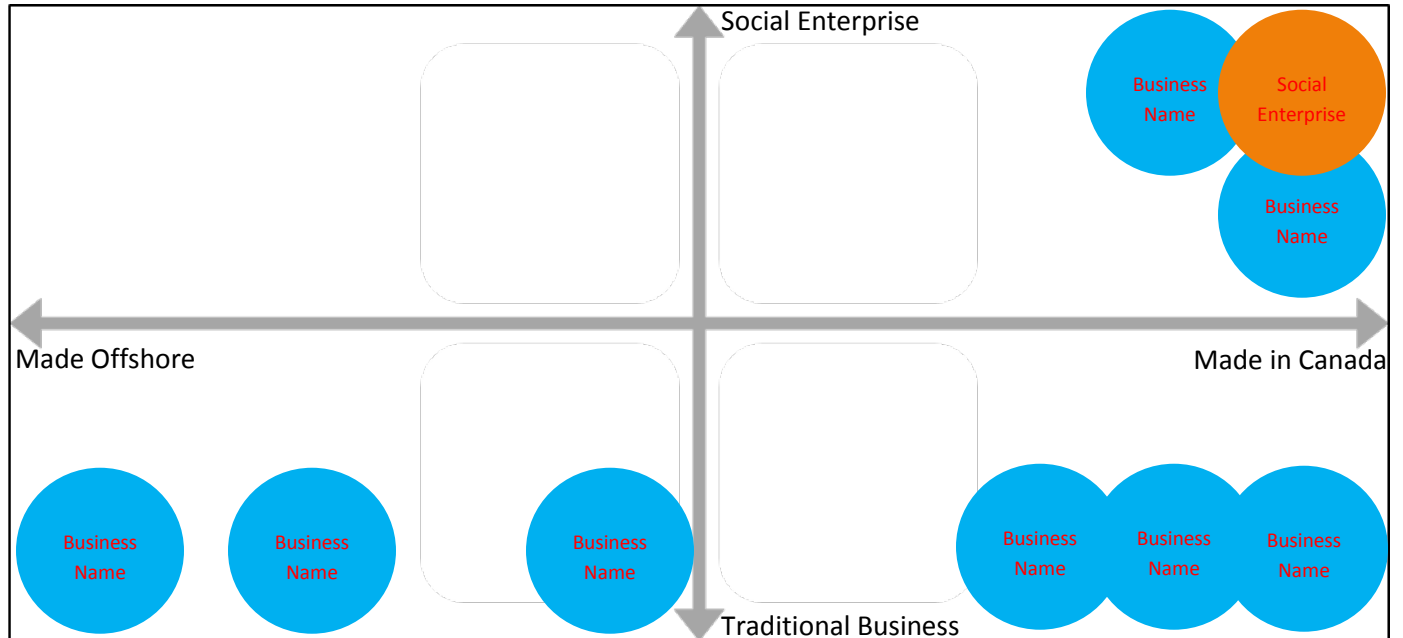 Social Enterprise
Business
Name
Social
Enterprise
Business
Name
Made Offshore
Made in Canada
Business
Name
Business
Name
Business
Name
Business
Name
Business
Name
Business
Name
Traditional Business